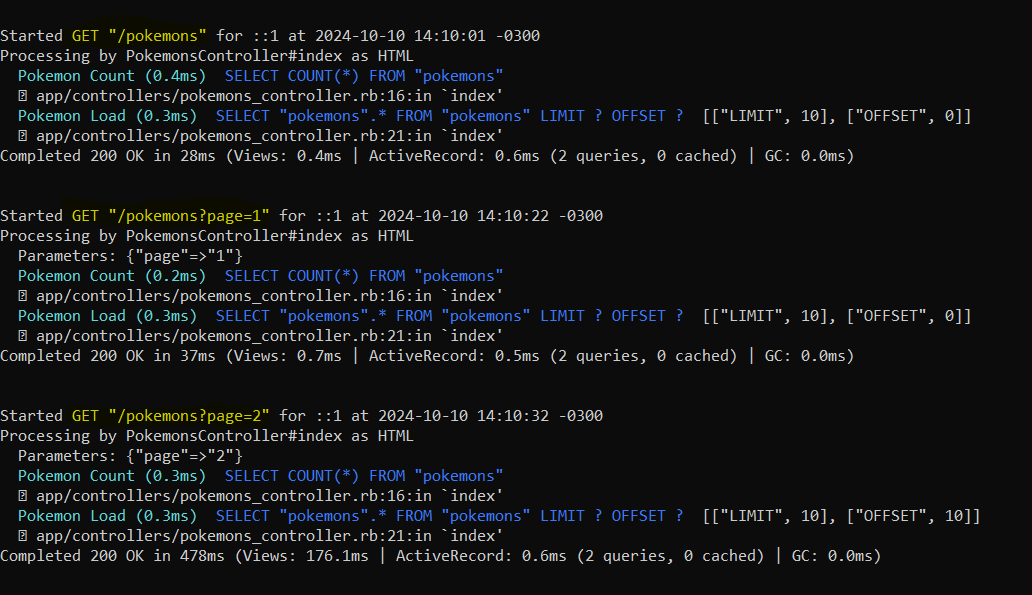 Started GET "/pokemons" for ::1 at 2024-10-10 14:10:01 -0300
Processing by PokemonsController#index as HTML
  Pokemon Count (0.4ms)  SELECT COUNT(*) FROM "pokemons"
  app/controllers/pokemons_controller.rb:16:in `index'
  Pokemon Load (0.3ms)  SELECT "pokemons".* FROM "pokemons" LIMIT ? OFFSET ?  [["LIMIT", 10], ["OFFSET", 0]]
  app/controllers/pokemons_controller.rb:21:in `index'
Completed 200 OK in 28ms (Views: 0.4ms | ActiveRecord: 0.6ms (2 queries, 0 cached) | GC: 0.0ms)
Started GET "/pokemons?page=1" for ::1 at 2024-10-10 14:10:22 -0300
Processing by PokemonsController#index as HTML
  Parameters: {"page"=>"1"}
  Pokemon Count (0.2ms)  SELECT COUNT(*) FROM "pokemons"
  app/controllers/pokemons_controller.rb:16:in `index'
  Pokemon Load (0.3ms)  SELECT "pokemons".* FROM "pokemons" LIMIT ? OFFSET ?  [["LIMIT", 10], ["OFFSET", 0]]
  app/controllers/pokemons_controller.rb:21:in `index'
Completed 200 OK in 37ms (Views: 0.7ms | ActiveRecord: 0.5ms (2 queries, 0 cached) | GC: 0.0ms)
Started GET "/pokemons?page=2" for ::1 at 2024-10-10 14:10:32 -0300
Processing by PokemonsController#index as HTML
  Parameters: {"page"=>"2"}
  Pokemon Count (0.3ms)  SELECT COUNT(*) FROM "pokemons"
  app/controllers/pokemons_controller.rb:16:in `index'
  Pokemon Load (0.3ms)  SELECT "pokemons".* FROM "pokemons" LIMIT ? OFFSET ?  [["LIMIT", 10], ["OFFSET", 10]]
  app/controllers/pokemons_controller.rb:21:in `index'
Completed 200 OK in 478ms (Views: 176.1ms | ActiveRecord: 0.6ms (2 queries, 0 cached) | GC: 0.0ms)